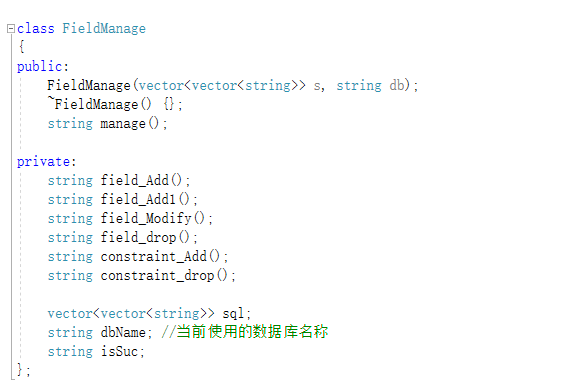 class FieldManage
{
public:
FieldManage(vector<vector<string>> s, string db);
~FieldManage() {};
string manage();
private:
string field_Add();
string field_Add1();
string field_Modify();
string field_drop();
string constraint_Add();
string constraint_drop();
vector<vector<string>> sql;
string dbName; //当前使用的数据库名称
string isSuc;
};